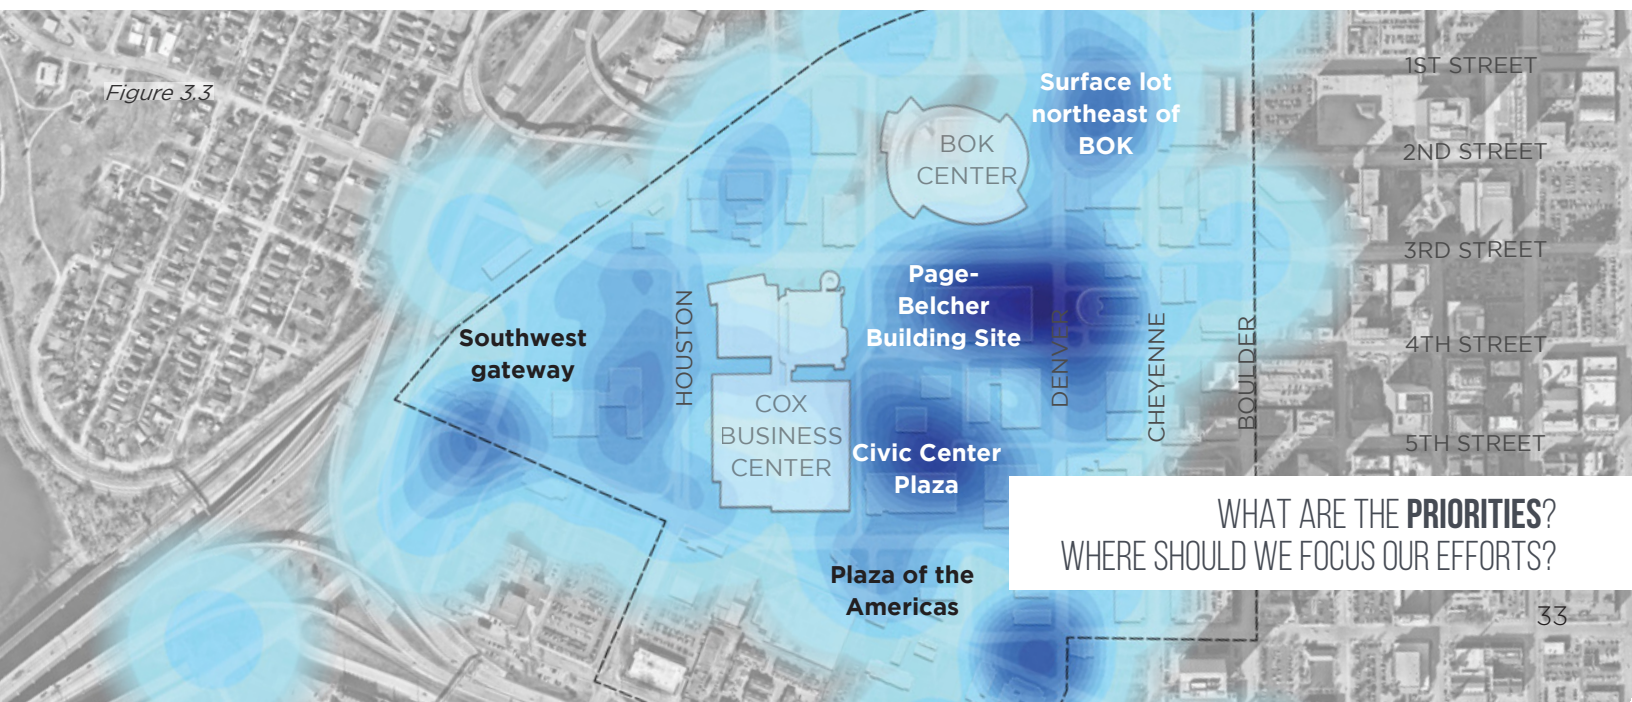 Figure 3.3
Surface lot
northeast of
BOK
BOK
CENTER
1ST STREET
2ND STREET
3RD STREET
4TH STREET
5TH STREET
Page-
Belcher
Building Site
Southwest
gateway
HOUSTON
DENVER
CHEYENNE
BOULDER
COX
BUSINESS
CENTER
Civic Center
Plaza
Plaza of the
Americas
WHAT ARE THE PRIORITIES?
WHERE SHOULD WE FOCUS OUR EFFORTS?
33